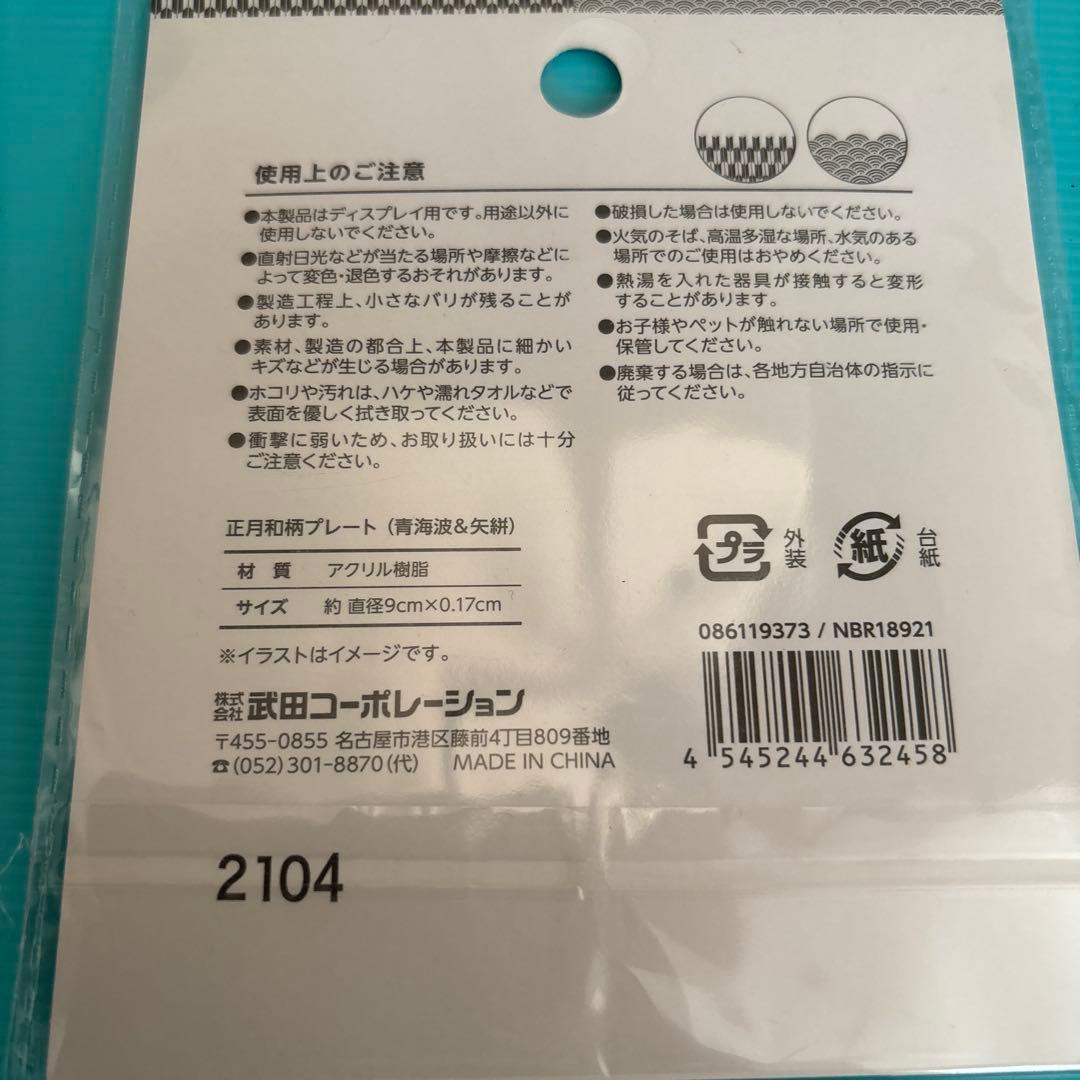 使用上のご注意
●本製品はディスプレイ用です。用途以外に
使用しないでください。
●直射日光などが当たる場所や摩擦などに
よって変色・退色するおそれがあります。
●製造工程上、小さなバリが残ることが
あります。
●素材、製造の都合上、本製品に細かい
キズなどが生じる場合があります。
●ホコリや汚れは、ハケや濡れタオルなどで
表面を優しく拭き取ってください。
●衝撃に弱いため、お取り扱いには十分
ご注意ください。
●破損した場合は使用しないでください。
●火気のそば、高温多湿な場所、水気のある
場所でのご使用はおやめください。
●熱湯を入れた器具が接触すると変形
することがあります。
●お子様やペットが触れない場所で使用・
保管してください。
●廃棄する場合は、各地方自治体の指示に
従ってください。
正月和柄プレート（青海波＆矢絣）
材質 アクリル樹脂
サイズ 約 直径9cm×0.17cm
※イラストはイメージです。
株式会社 武田コーポレーション
〒455-0855 名古屋市港区藤前4丁目809番地
☎(052)301-8870(代) MADE IN CHINA
プラ 外装
紙 台紙
086119373 / NBR18921
4 545244 632458
2104